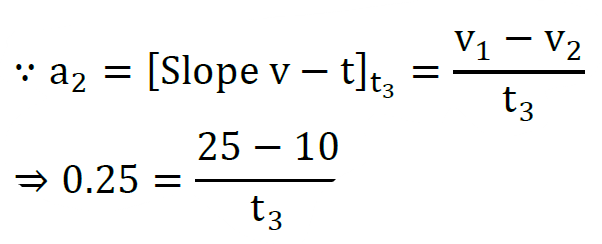 ∵ a₂ = [Slope v − t]ₜ₃ = (v₁ − v₂)/t₃
⇒ 0.25 = (25 − 10)/t₃